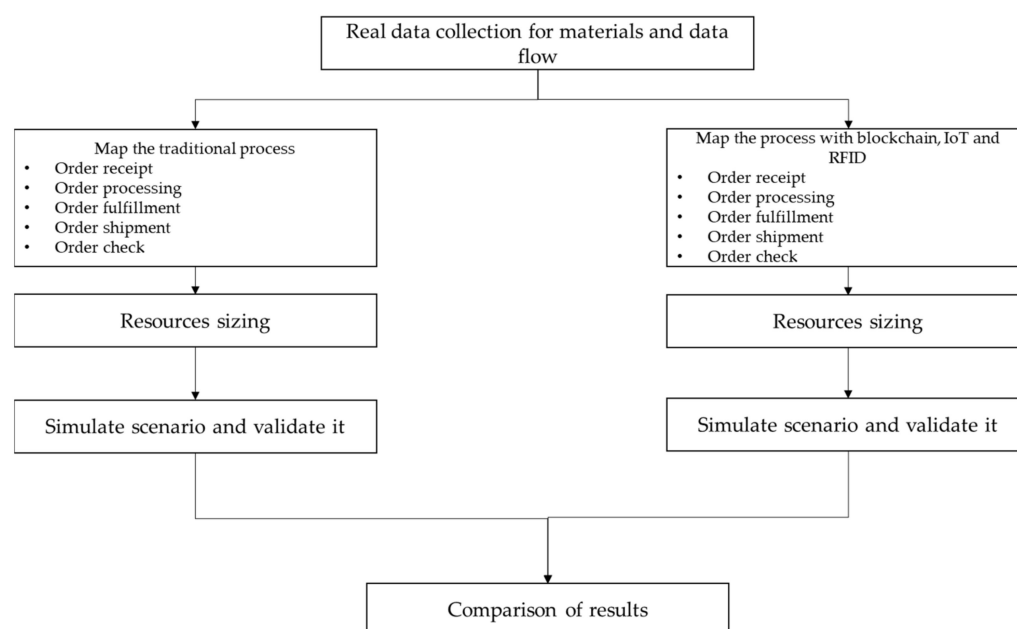 Real data collection for materials and data
flow
Map the traditional process
• Order receipt
• Order processing
• Order fulfillment
• Order shipment
• Order check
Map the process with blockchain, IoT and
RFID
• Order receipt
• Order processing
• Order fulfillment
• Order shipment
• Order check
Resources sizing
Resources sizing
Simulate scenario and validate it
Simulate scenario and validate it
Comparison of results